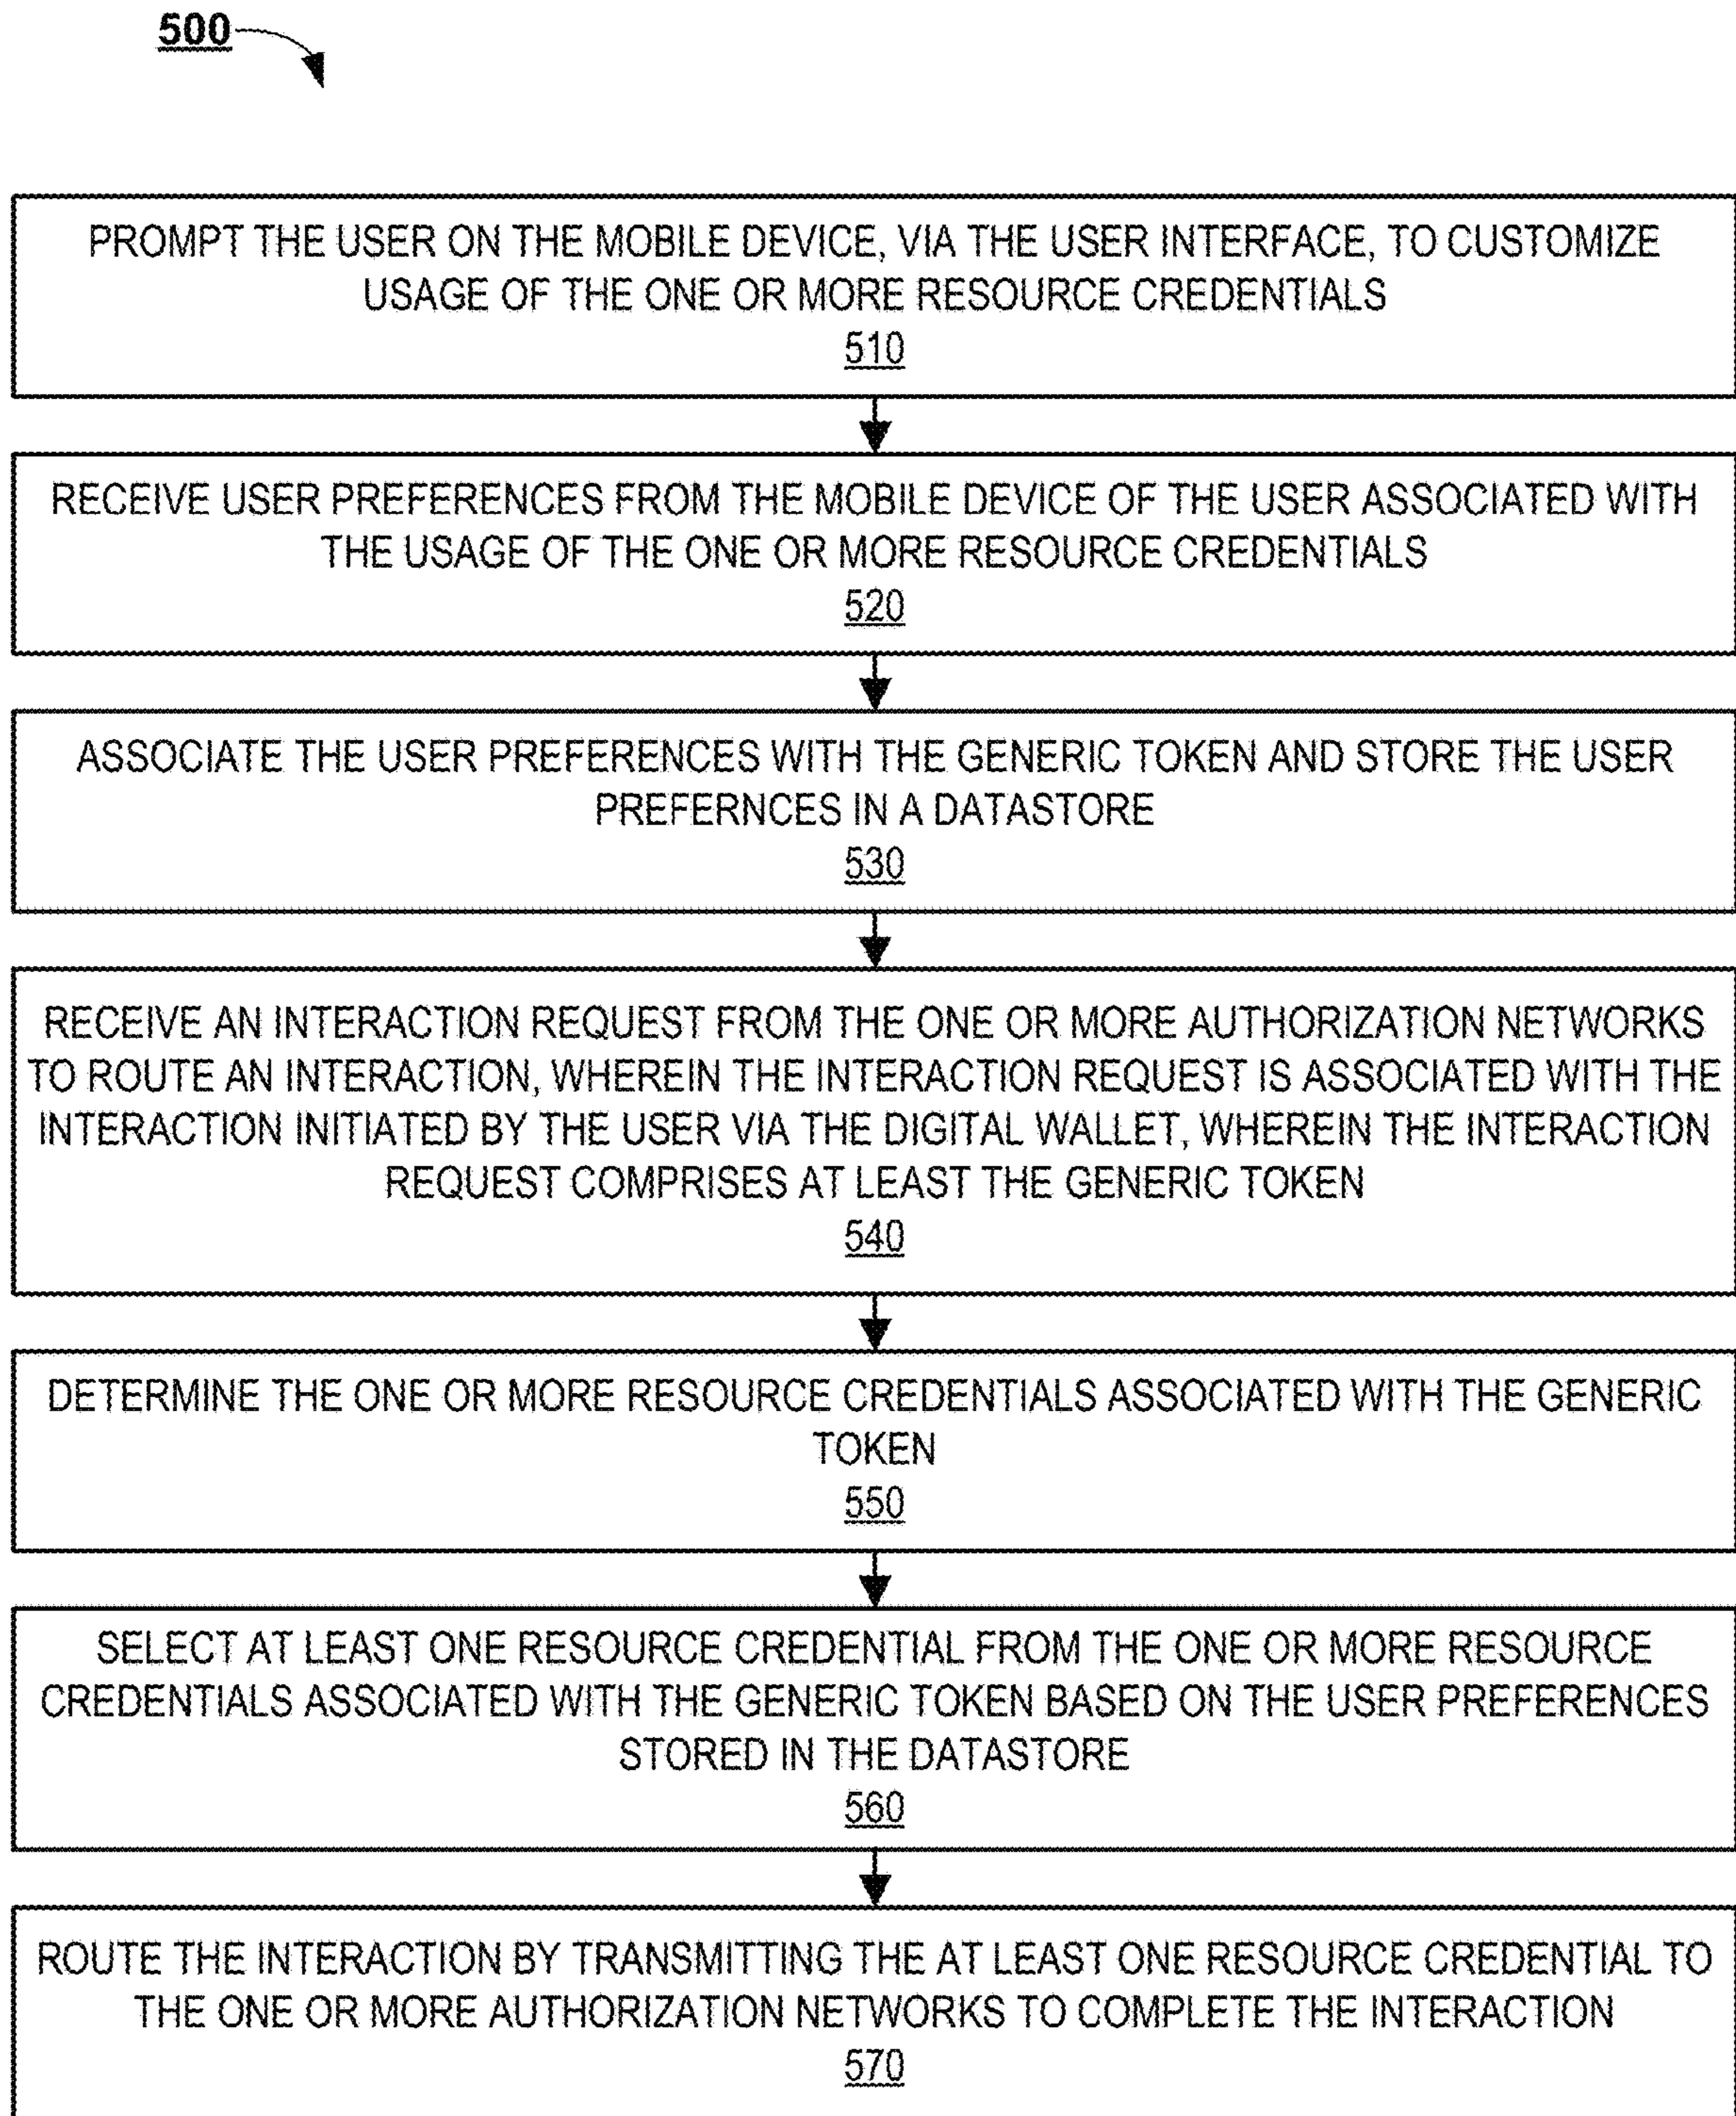 500
PROMPT THE USER ON THE MOBILE DEVICE, VIA THE USER INTERFACE, TO CUSTOMIZE
USAGE OF THE ONE OR MORE RESOURCE CREDENTIALS
510
RECEIVE USER PREFERENCES FROM THE MOBILE DEVICE OF THE USER ASSOCIATED WITH
THE USAGE OF THE ONE OR MORE RESOURCE CREDENTIALS
520
ASSOCIATE THE USER PREFERENCES WITH THE GENERIC TOKEN AND STORE THE USER
PREFERNCES IN A DATASTORE
530
RECEIVE AN INTERACTION REQUEST FROM THE ONE OR MORE AUTHORIZATION NETWORKS
TO ROUTE AN INTERACTION, WHEREIN THE INTERACTION REQUEST IS ASSOCIATED WITH THE
INTERACTION INITIATED BY THE USER VIA THE DIGITAL WALLET, WHEREIN THE INTERACTION
REQUEST COMPRISES AT LEAST THE GENERIC TOKEN
540
DETERMINE THE ONE OR MORE RESOURCE CREDENTIALS ASSOCIATED WITH THE GENERIC
TOKEN
550
SELECT AT LEAST ONE RESOURCE CREDENTIAL FROM THE ONE OR MORE RESOURCE
CREDENTIALS ASSOCIATED WITH THE GENERIC TOKEN BASED ON THE USER PREFERENCES
STORED IN THE DATASTORE
560
ROUTE THE INTERACTION BY TRANSMITTING THE AT LEAST ONE RESOURCE CREDENTIAL TO
THE ONE OR MORE AUTHORIZATION NETWORKS TO COMPLETE THE INTERACTION
570